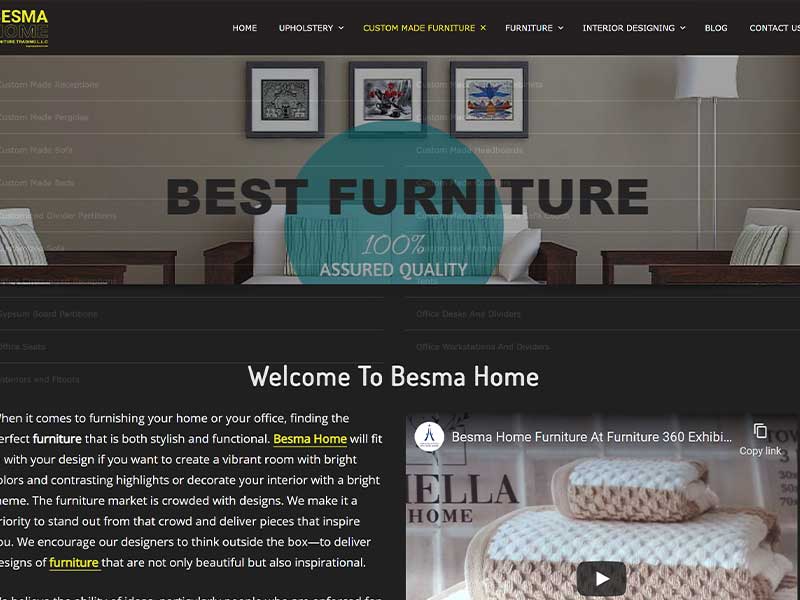 BESMA
HOME
HOME UPHOLSTERY CUSTOM MADE FURNITURE × FURNITURE INTERIOR DESIGNING BLOG CONTACT US
Custom Made Receptions
Custom Made Pergolas
Custom Made Sofa
Custom Made Headboards
Custom Made Beds
BEST FURNITURE
100%
ASSURED QUALITY
Gypsum Board Partitions
Office Desks And Dividers
Office Seats
Office Workstations And Dividers
Interiors and Fitouts
Welcome To Besma Home
When it comes to furnishing your home or your office, finding the
perfect furniture that is both stylish and functional. Besma Home will fit
with your design if you want to create a vibrant room with bright
colors and contrasting highlights or decorate your interior with a bright
theme. The furniture market is crowded with designs. We make it a
priority to stand out from that crowd and deliver pieces that inspire
you. We encourage our designers to think outside the box—to deliver
designs of furniture that are not only beautiful but also inspirational.
Besma Home Furniture At Furniture 360 Exhibi...
Copy link
HOME